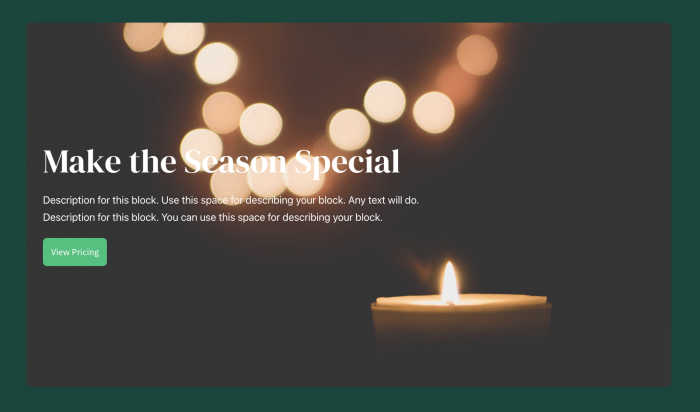 Make the Season Special
Description for this block. Use this space for describing your block. Any text will do.
Description for this block. You can use this space for describing your block.
View Pricing